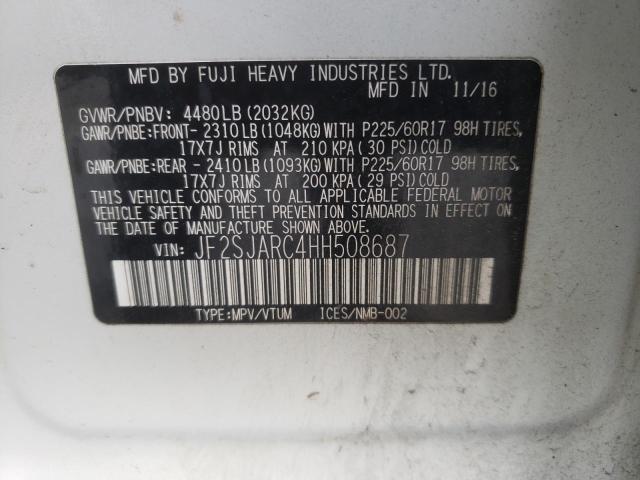 MFD BY FUJI HEAVY INDUSTRIES LTD.
MFD IN 11/16
GVWR/PNBV: 4480LB(2032KG)
GAWR/PNBE:FRONT- 2310LB(1048KG)WITH P225/60R17 98H TIRES,
17X7J RIMS AT 210 KPA(30 PSI)COLD
GAWR/PNBE:REAR - 2410LB(1093KG)WITH P225/60R17 98H TIRES,
17X7J RIMS AT 200 KPA(29 PSI)COLD
THIS VEHICLE CONFORMS TO ALL APPLICABLE FEDERAL MOTOR
VEHICLE SAFETY AND THEFT PREVENTION STANDARDS IN EFFECT ON
THE DATE OF MANUFACTURE SHOWN ABOVE.
VIN: JF2SJARC4HH508687
TYPE:MPV/VTUM ICES/NMB-002